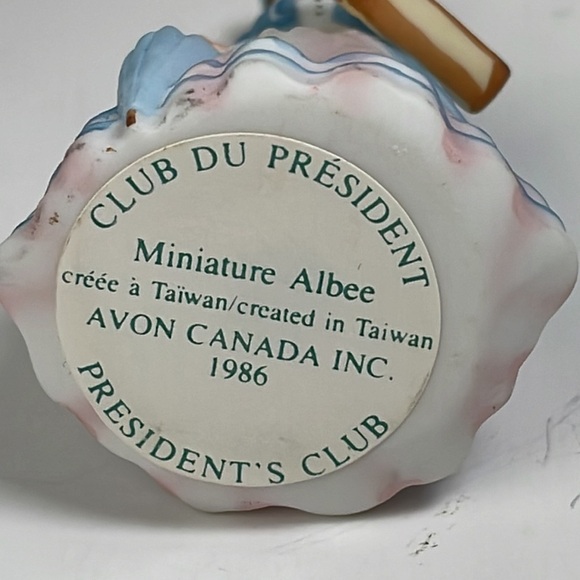 CLUB DU PRÉSIDENT
Miniature Albee
créée à Taïwan/created in Taiwan
AVON CANADA INC.
1986
PRESIDENT'S CLUB